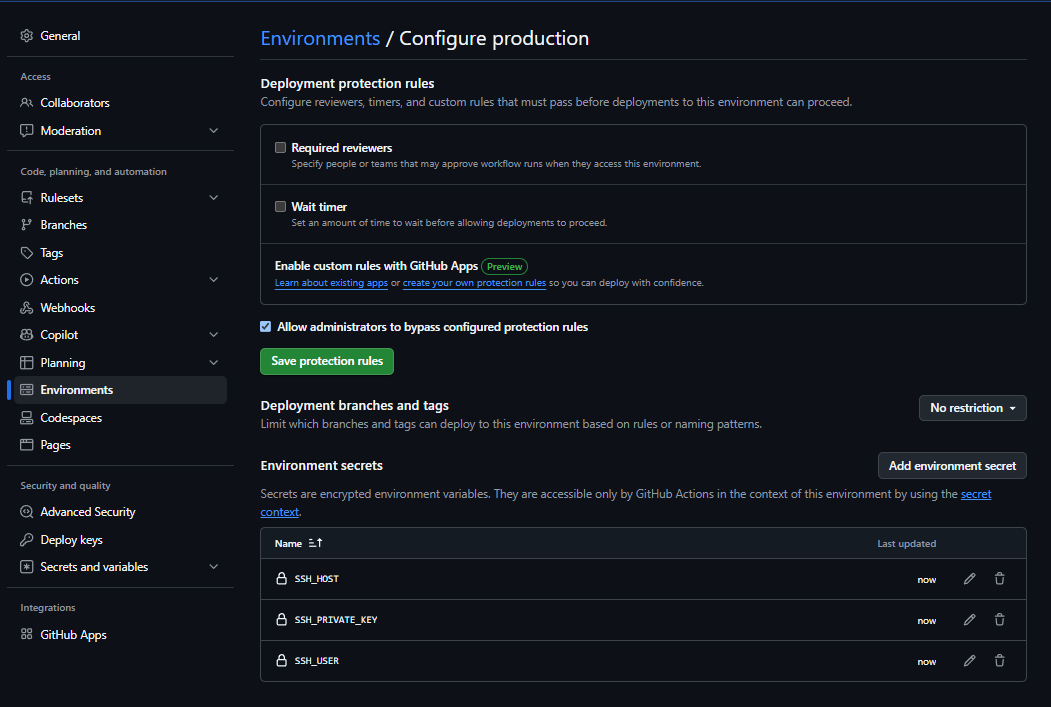 General
Access
Collaborators
Moderation
Code, planning, and automation
Rulesets
Branches
Tags
Actions
Webhooks
Copilot
Planning
Environments
Codespaces
Pages
Security and quality
Advanced Security
Deploy keys
Secrets and variables
Integrations
GitHub Apps
Environments / Configure production
Deployment protection rules
Configure reviewers, timers, and custom rules that must pass before deployments to this environment can proceed.
Required reviewers
Specify people or teams that may approve workflow runs when they access this environment.
Wait timer
Set an amount of time to wait before allowing deployments to proceed.
Enable custom rules with GitHub Apps Preview
Learn about existing apps or create your own protection rules so you can deploy with confidence.
Allow administrators to bypass configured protection rules
Save protection rules
Deployment branches and tags
Limit which branches and tags can deploy to this environment based on rules or naming patterns.
No restriction
Environment secrets
Add environment secret
Secrets are encrypted environment variables. They are accessible only by GitHub Actions in the context of this environment by using the secret
context.
Name Last updated
SSH_HOST now
SSH_PRIVATE_KEY now
SSH_USER now